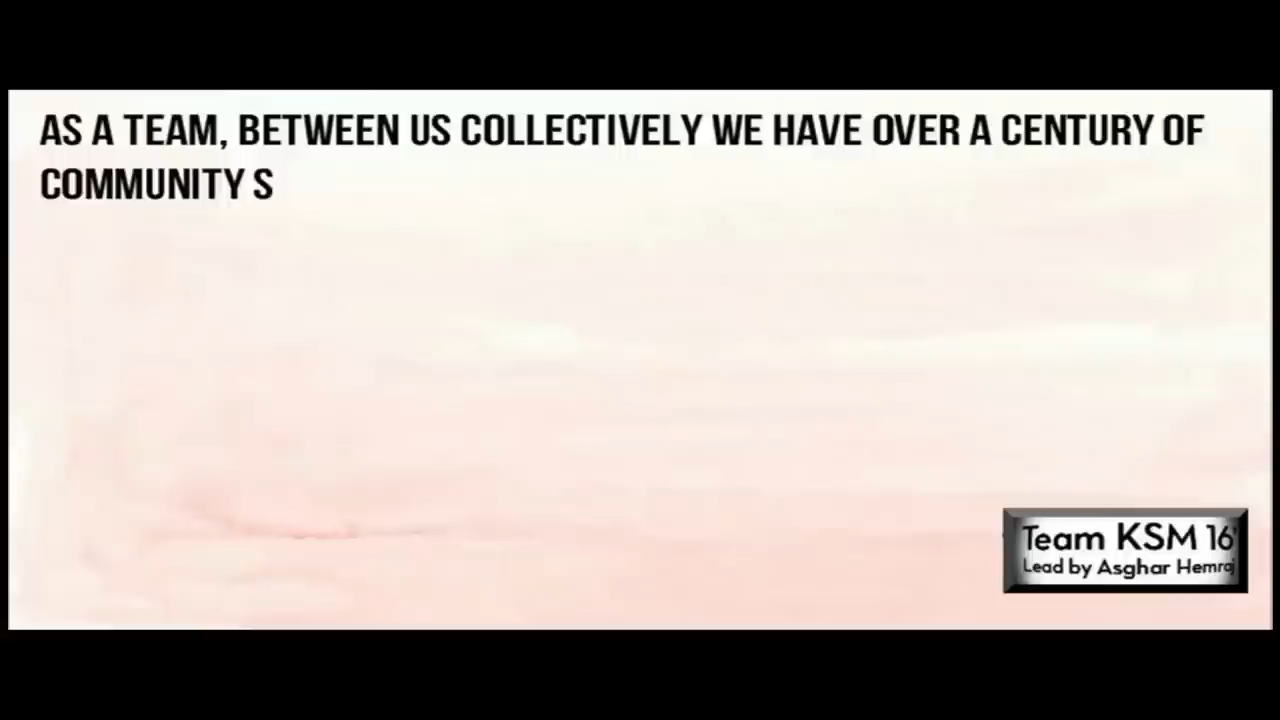 AS A TEAM, BETWEEN US COLLECTIVELY WE HAVE OVER A CENTURY OF
COMMUNITY S
Team KSM 16'
Lead by Asghar Hemraj